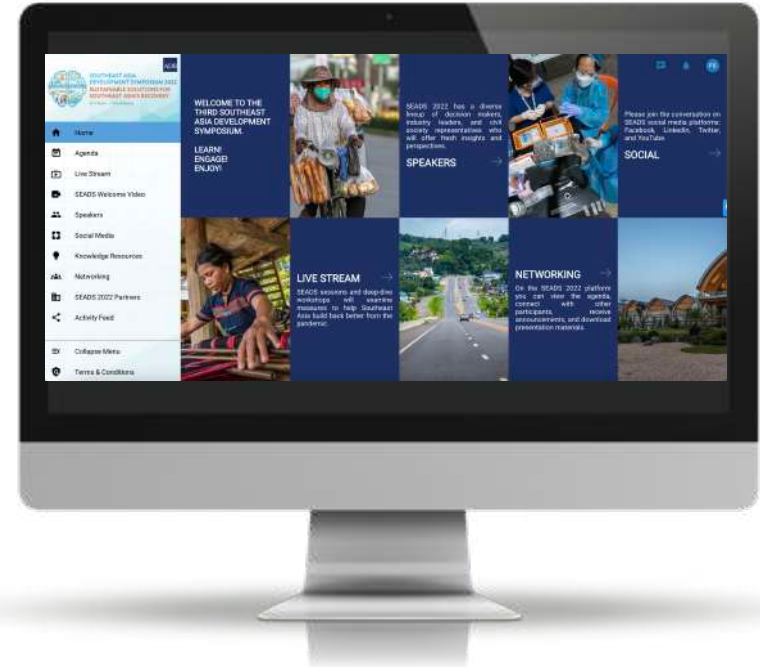 ADB
SOUTHEAST ASIA
DEVELOPMENT SYMPOSIUM 2022
SUSTAINABLE SOLUTIONS FOR
SOUTHEAST ASIA'S RECOVERY
Home
Agenda
Live Stream
SEADS Welcome Video
Speakers
Social Media
Knowledge Resources
Networking
SEADS 2022 Partners
Activity Feed
Collapse Menu
Terms & Conditions
WELCOME TO THE
THIRD SOUTHEAST
ASIA DEVELOPMENT
SYMPOSIUM.
LEARN!
ENGAGE!
ENJOY!
SEADS 2022 has a diverse
lineup of decision makers,
industry leaders, and civil
society representatives who
will offer fresh insights and
perspectives.
SPEAKERS
Please join the conversation on
SEADS social media platforms:
Facebook, LinkedIn, Twitter,
and YouTube
SOCIAL
LIVE STREAM
SEADS sessions and deep-dive
workshops will examine
measures to help Southeast
Asia build back better from the
pandemic.
NETWORKING
On the SEADS 2022 platform
you can view the agenda,
connect with other
participants, receive
announcements, and download
presentation materials.